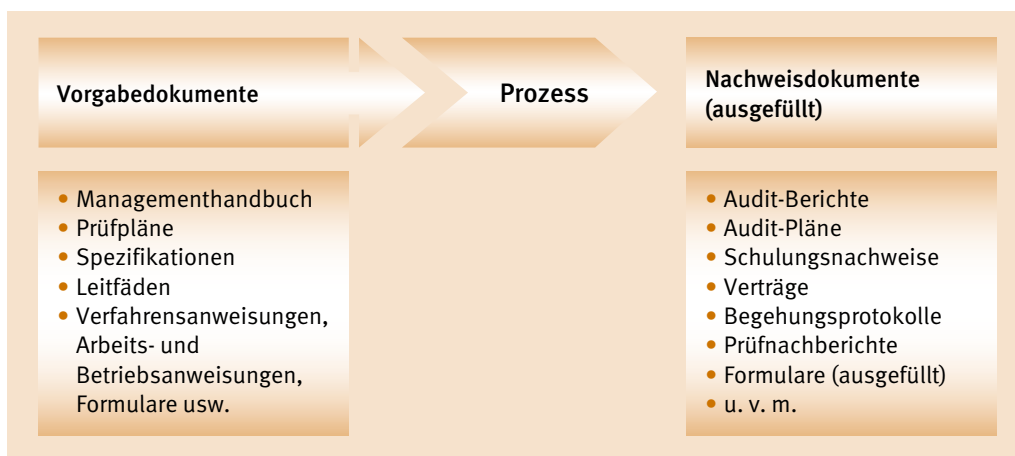 Vorgabedokumente
Prozess
Nachweisdokumente
(ausgefüllt)
• Managementhandbuch
• Prüfpläne
• Spezifikationen
• Leitfäden
• Verfahrensanweisungen,
Arbeits- und
Betriebsanweisungen,
Formulare usw.
• Audit-Berichte
• Audit-Pläne
• Schulungsnachweise
• Verträge
• Begehungsprotokolle
• Prüfnachberichte
• Formulare (ausgefüllt)
• u. v. m.